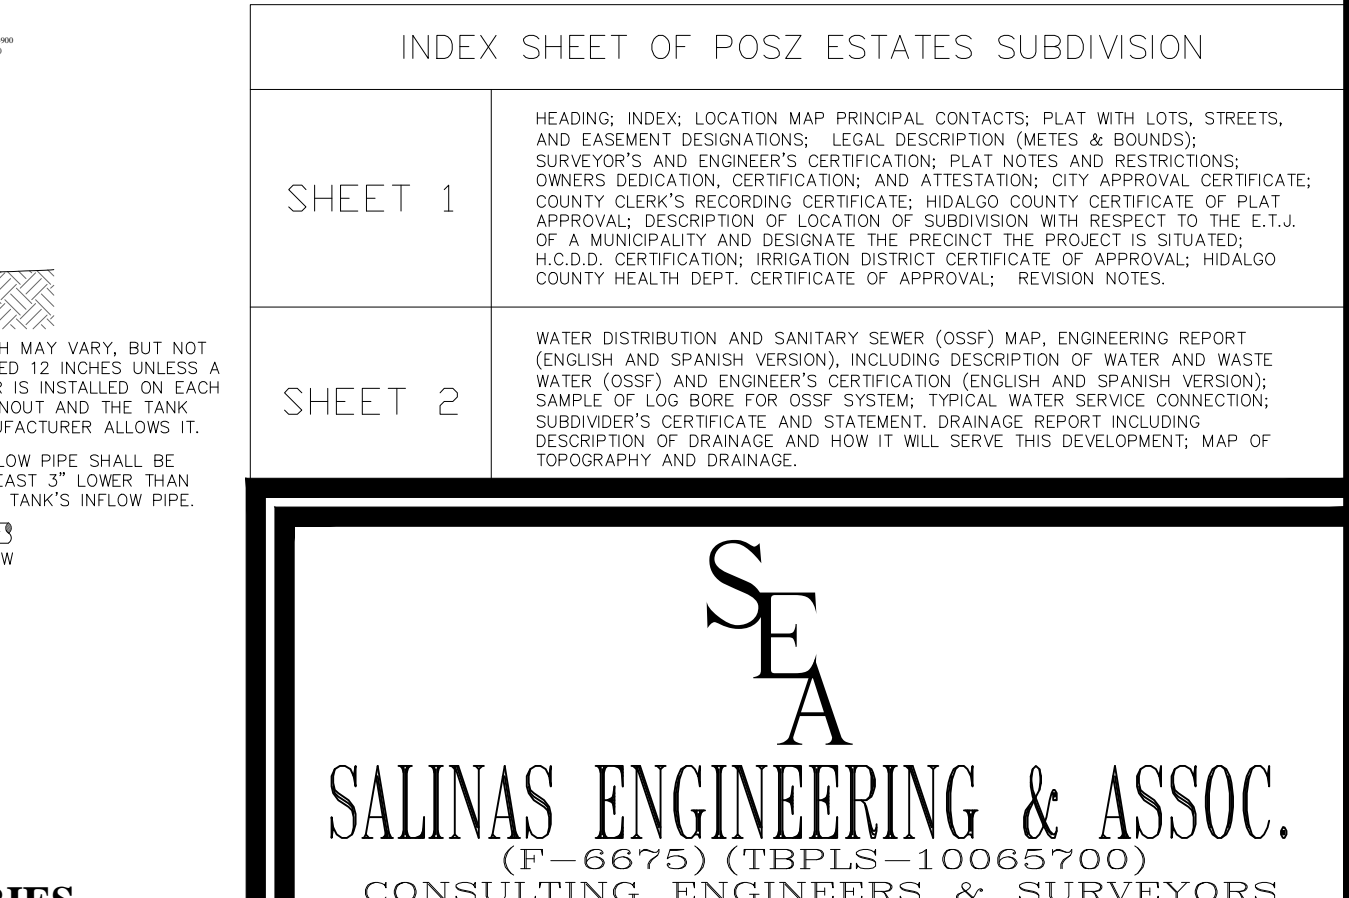 900
INDEX SHEET OF POSZ ESTATES SUBDIVISION
SHEET 1
HEADING; INDEX; LOCATION MAP PRINCIPAL CONTACTS; PLAT WITH LOTS, STREETS,
AND EASEMENT DESIGNATIONS; LEGAL DESCRIPTION (METES & BOUNDS);
SURVEYOR'S AND ENGINEER'S CERTIFICATION; PLAT NOTES AND RESTRICTIONS;
OWNERS DEDICATION, CERTIFICATION; AND ATTESTATION; CITY APPROVAL CERTIFICATE;
COUNTY CLERK'S RECORDING CERTIFICATE; HIDALGO COUNTY CERTIFICATE OF PLAT
APPROVAL; DESCRIPTION OF LOCATION OF SUBDIVISION WITH RESPECT TO THE E.T.J.
OF A MUNICIPALITY AND DESIGNATE THE PRECINCT THE PROJECT IS SITUATED;
H.C.D.D. CERTIFICATION; IRRIGATION DISTRICT CERTIFICATE OF APPROVAL; HIDALGO
COUNTY HEALTH DEPT. CERTIFICATE OF APPROVAL; REVISION NOTES.
SHEET 2
WATER DISTRIBUTION AND SANITARY SEWER (OSSF) MAP, ENGINEERING REPORT
(ENGLISH AND SPANISH VERSION), INCLUDING DESCRIPTION OF WATER AND WASTE
WATER (OSSF) AND ENGINEER'S CERTIFICATION (ENGLISH AND SPANISH VERSION);
SAMPLE OF LOG BORE FOR OSSF SYSTEM; TYPICAL WATER SERVICE CONNECTION;
SUBDIVIDER'S CERTIFICATE AND STATEMENT. DRAINAGE REPORT INCLUDING
DESCRIPTION OF DRAINAGE AND HOW IT WILL SERVE THIS DEVELOPMENT; MAP OF
TOPOGRAPHY AND DRAINAGE.
H MAY VARY, BUT NOT
ED 12 INCHES UNLESS A
R IS INSTALLED ON EACH
NOUT AND THE TANK
UFACTURER ALLOWS IT.
LOW PIPE SHALL BE
EAST 3" LOWER THAN
TANK'S INFLOW PIPE.
W
SEA
SALINAS ENGINEERING & ASSOC.
(F-6675) (TBPLS-10065700)
CONSULTING ENGINEERS & SURVEYORS